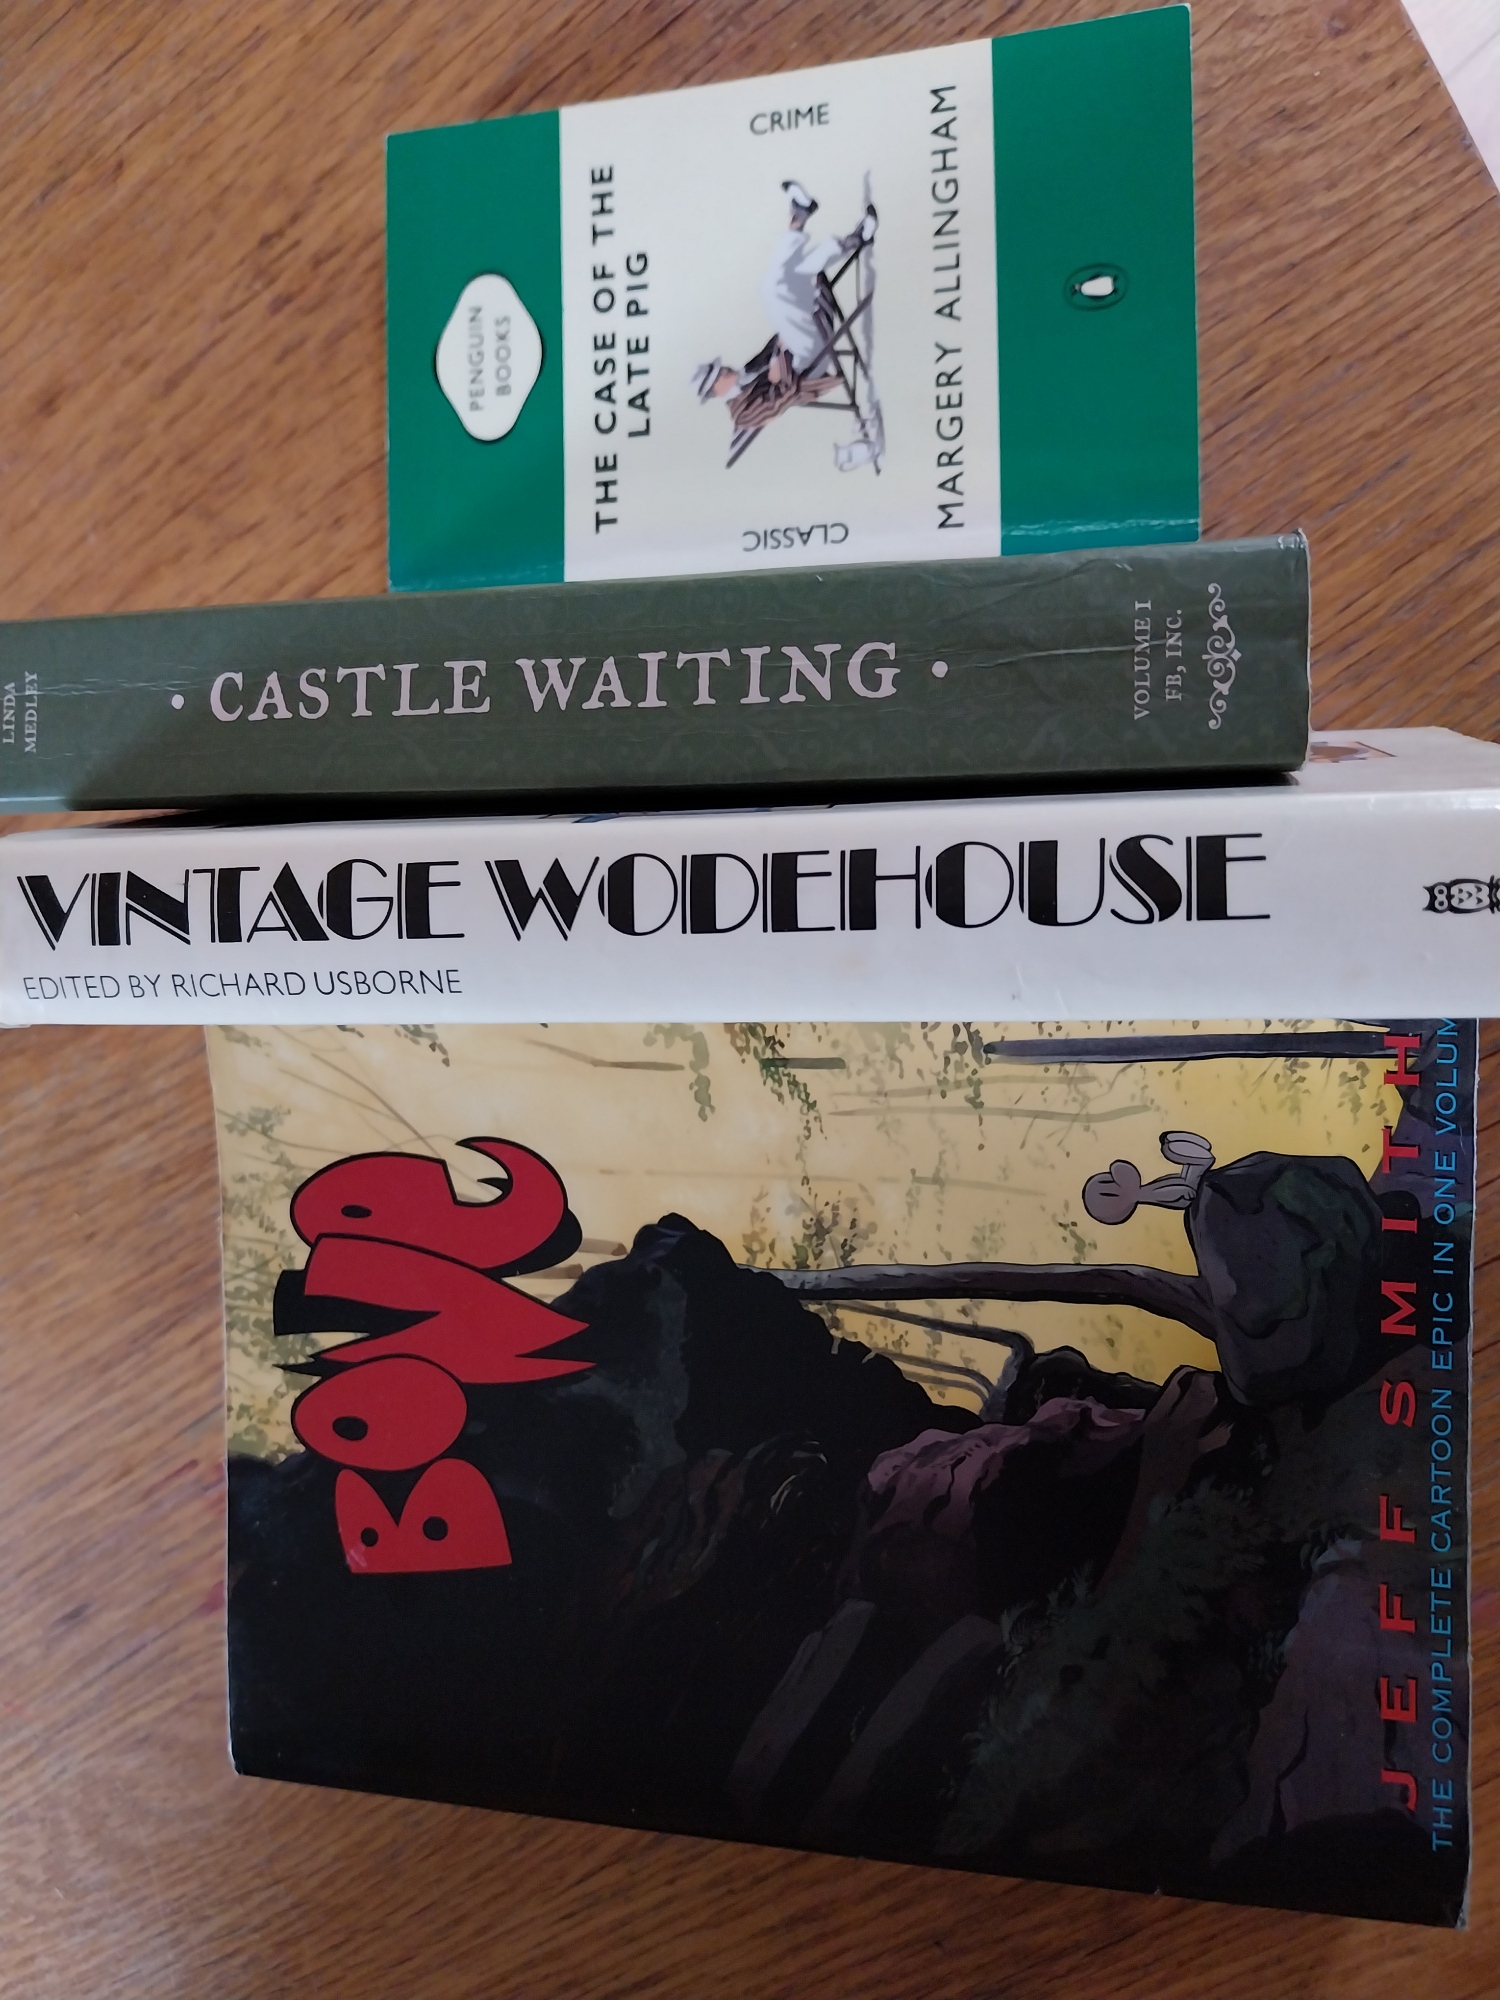 PENGUIN
BOOKS
THE CASE OF THE
LATE PIG
CLASSIC
CRIME
MARGERY ALLINGHAM
LINDA
MEDLEY
• CASTLE WAITING •
VOLUME I
FB, INC.
VINTAGE WODEHOUSE
EDITED BY RICHARD USBORNE
BONE
JEFF SMITH
THE COMPLETE CARTOON EPIC IN ONE VOLUM